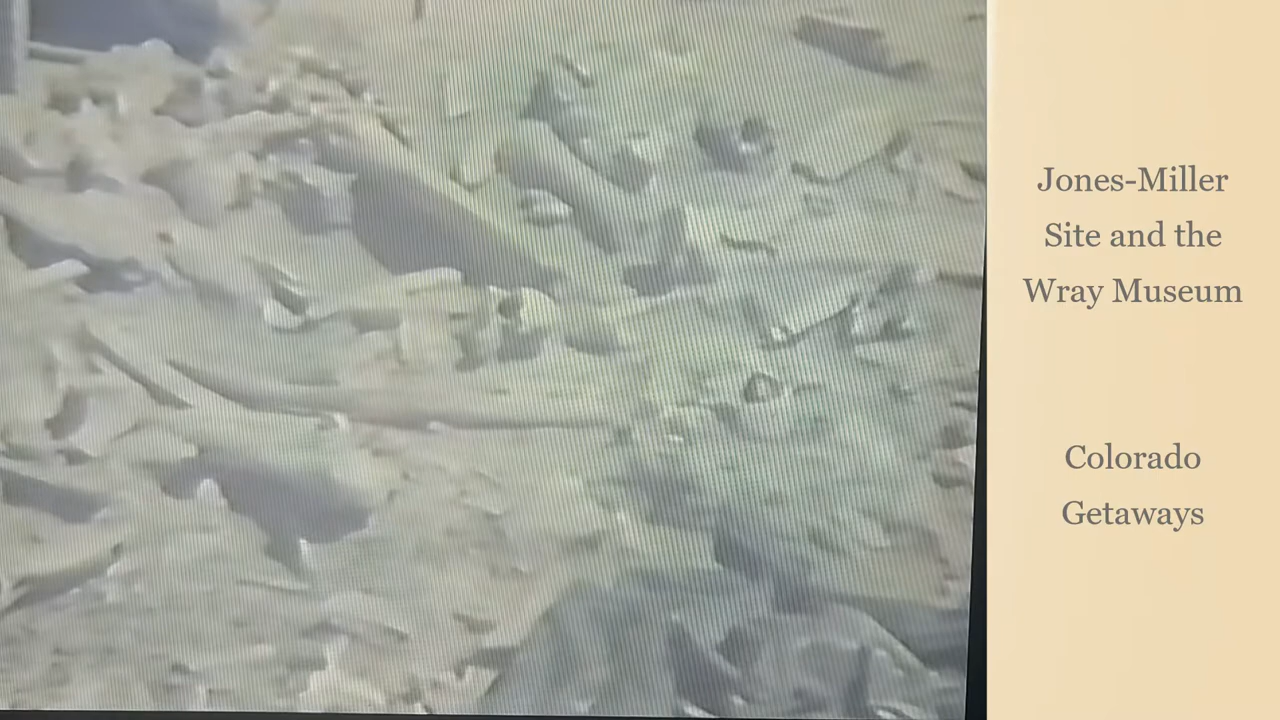 Jones-Miller
Site and the
Wray Museum
Colorado
Getaways